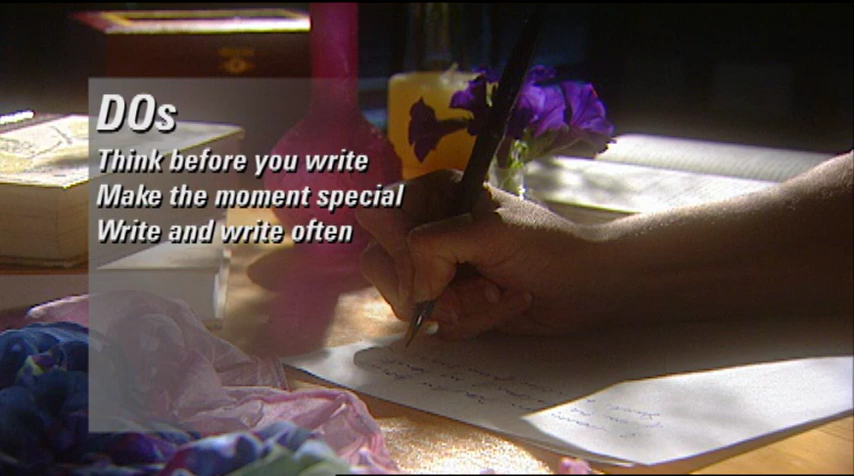 DOs
Think before you write
Make the moment special
Write and write often